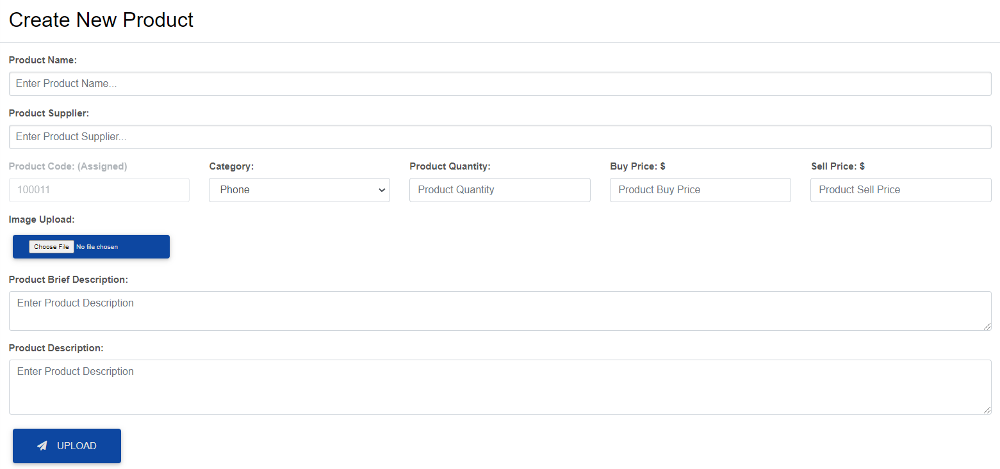 Create New Product
Product Name:
Enter Product Name...
Product Supplier:
Enter Product Supplier...
Product Code: (Assigned) Category: Product Quantity: Buy Price: $ Sell Price: $
100011 Phone Product Quantity Product Buy Price Product Sell Price
Image Upload:
Choose File No file chosen
Product Brief Description:
Enter Product Description
Product Description:
Enter Product Description
UPLOAD